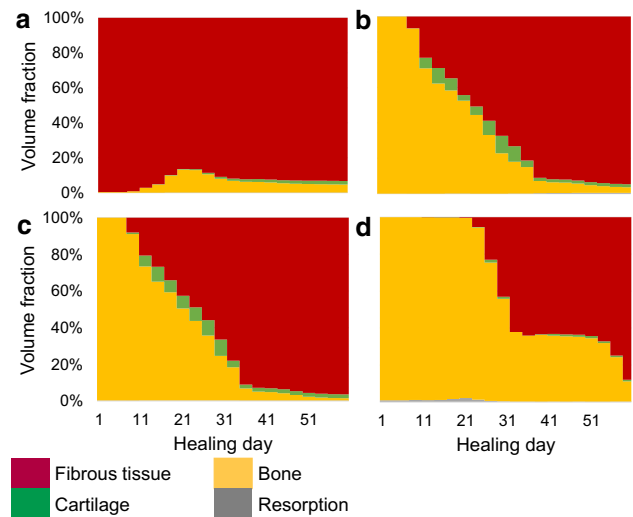 a
b
100%
80%
60%
40%
20%
0%
Volume fraction
c
d
100%
80%
60%
40%
20%
0%
Volume fraction
1 11 21 31 41 51
1 11 21 31 41 51
Healing day
Healing day
Fibrous tissue
Bone
Cartilage
Resorption